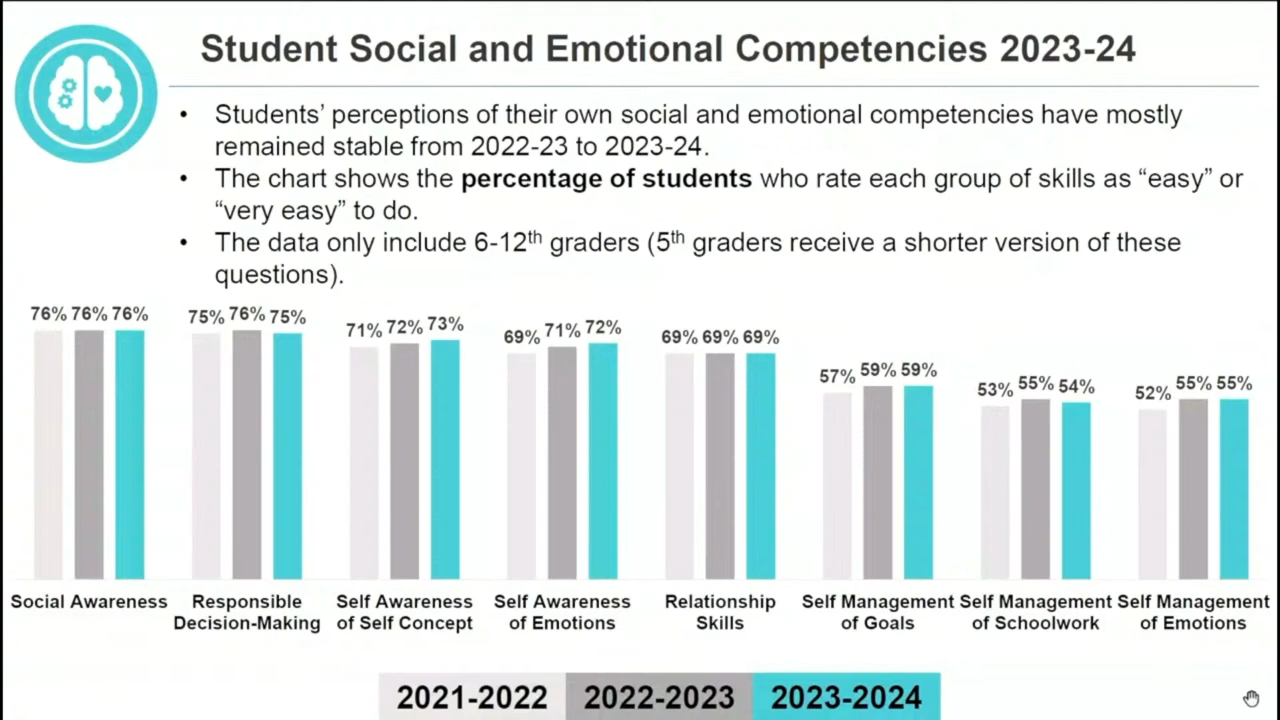 Student Social and Emotional Competencies 2023-24
• Students’ perceptions of their own social and emotional competencies have mostly
remained stable from 2022-23 to 2023-24.
• The chart shows the percentage of students who rate each group of skills as “easy” or
“very easy” to do.
• The data only include 6-12th graders (5th graders receive a shorter version of these
questions).
76% 76% 76%
75% 76% 75%
71% 72% 73%
69% 71% 72%
69% 69% 69%
57% 59% 59%
53% 55% 54%
52% 55% 55%
Social Awareness
Responsible
Decision-Making
Self Awareness
of Self Concept
Self Awareness
of Emotions
Relationship
Skills
Self Management
of Goals
Self Management
of Schoolwork
Self Management
of Emotions
2021-2022 2022-2023 2023-2024